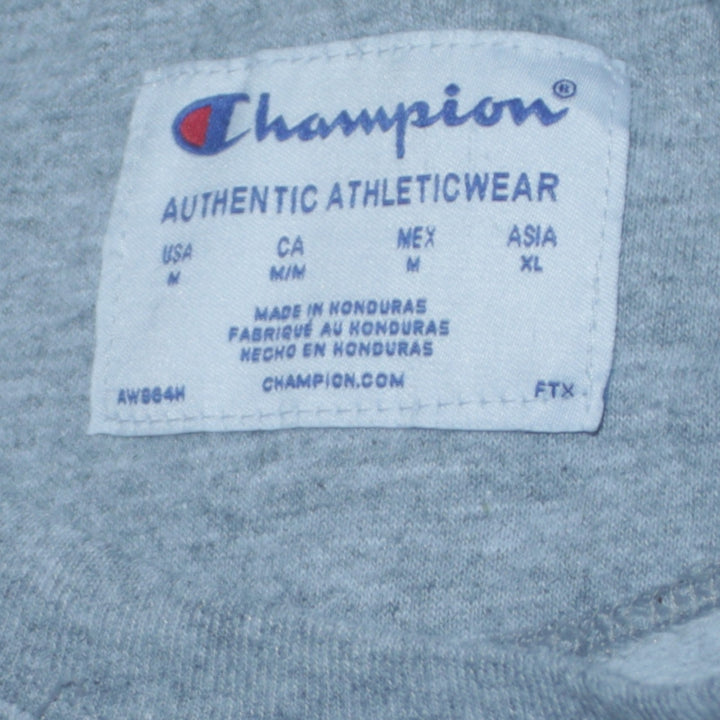 Champion®
AUTHENTIC ATHLETICWEAR
USA CA MEX ASIA
M M/M M XL
MADE IN HONDURAS
FABRIQUÉ AU HONDURAS
HECHO EN HONDURAS
CHAMPION.COM
AW964H FTX